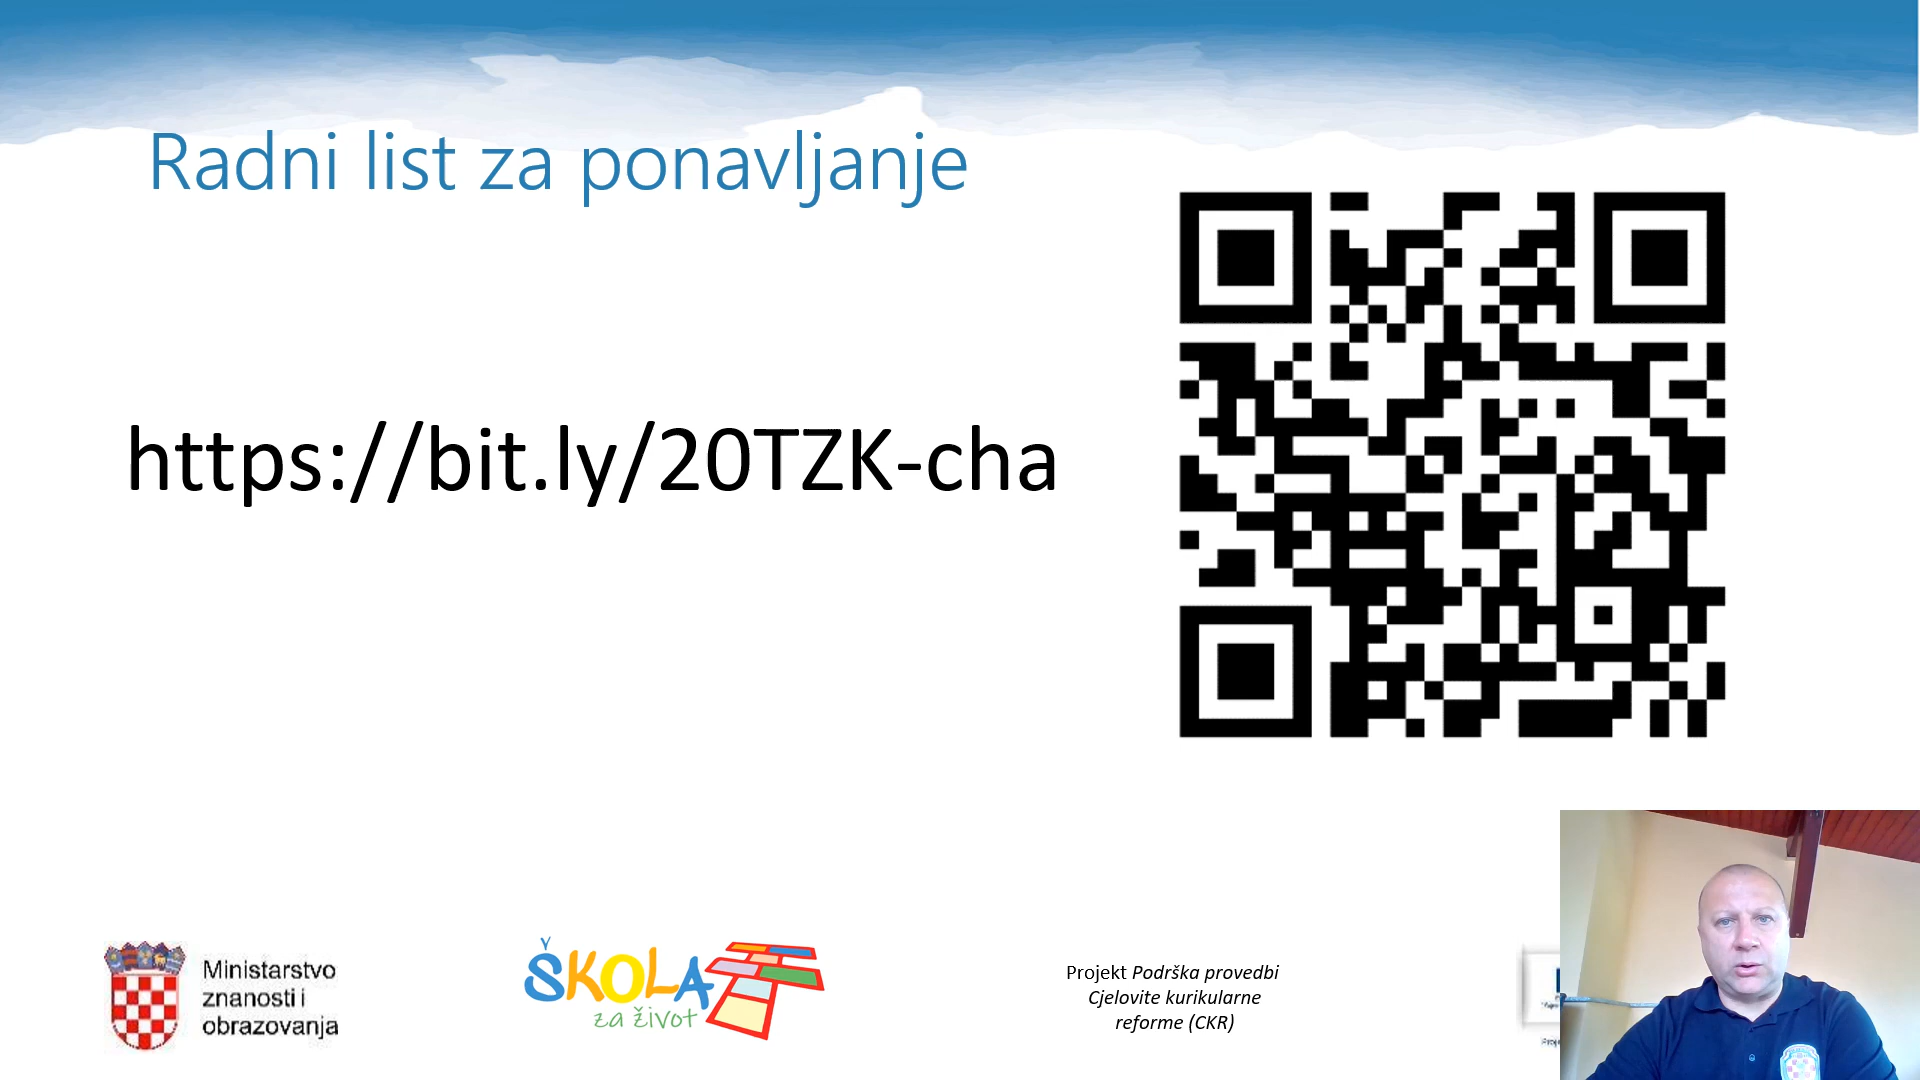 Radni list za ponavljanje
https://bit.ly/20TZK-cha
Ministarstvo
znanosti i
obrazovanja
ŠKOLA
za život
Projekt Podrška provedbi
Cjelovite kurikularne
reforme (CKR)